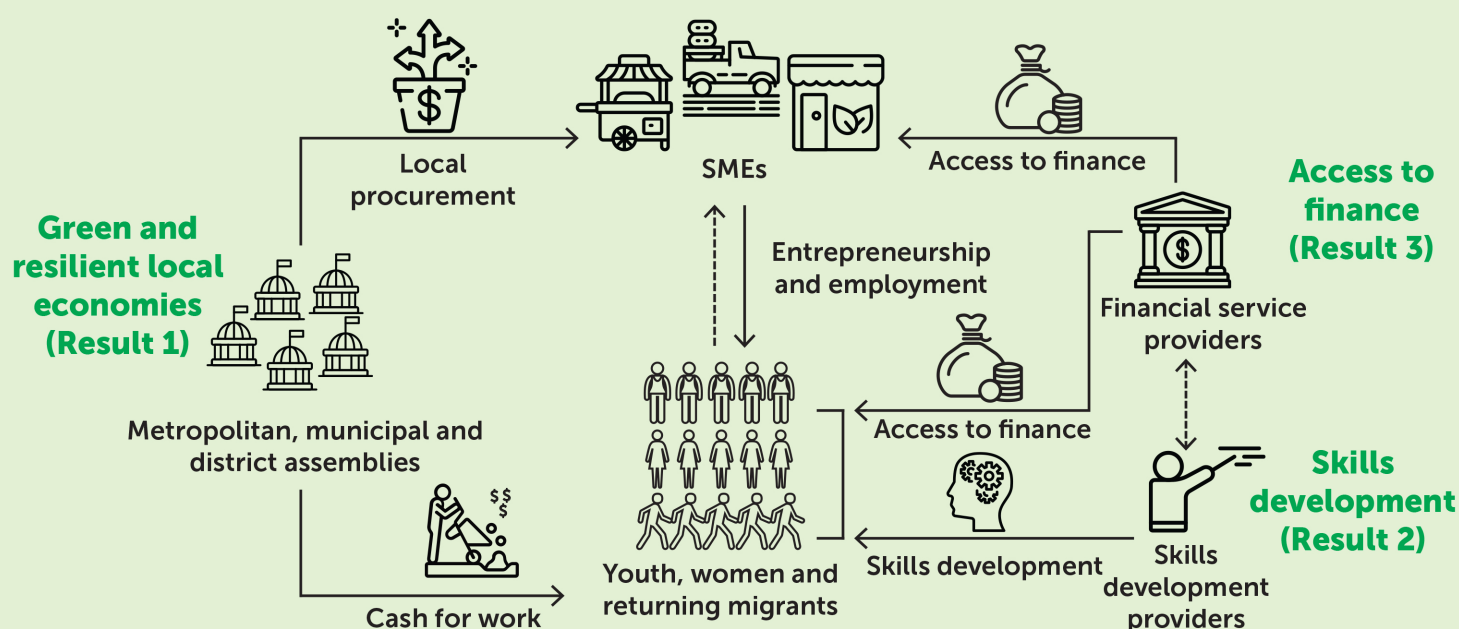 Local
procurement
SMEs
Access to finance
Access to
finance
(Result 3)
Green and
resilient local
economies
(Result 1)
Entrepreneurship
and employment
$
$
Financial service
providers
Metropolitan, municipal and
district assemblies
Access to finance
Skills
development
(Result 2)
$$
$
$
Youth, women and
returning migrants
Skills development
Skills
development
providers
Cash for work